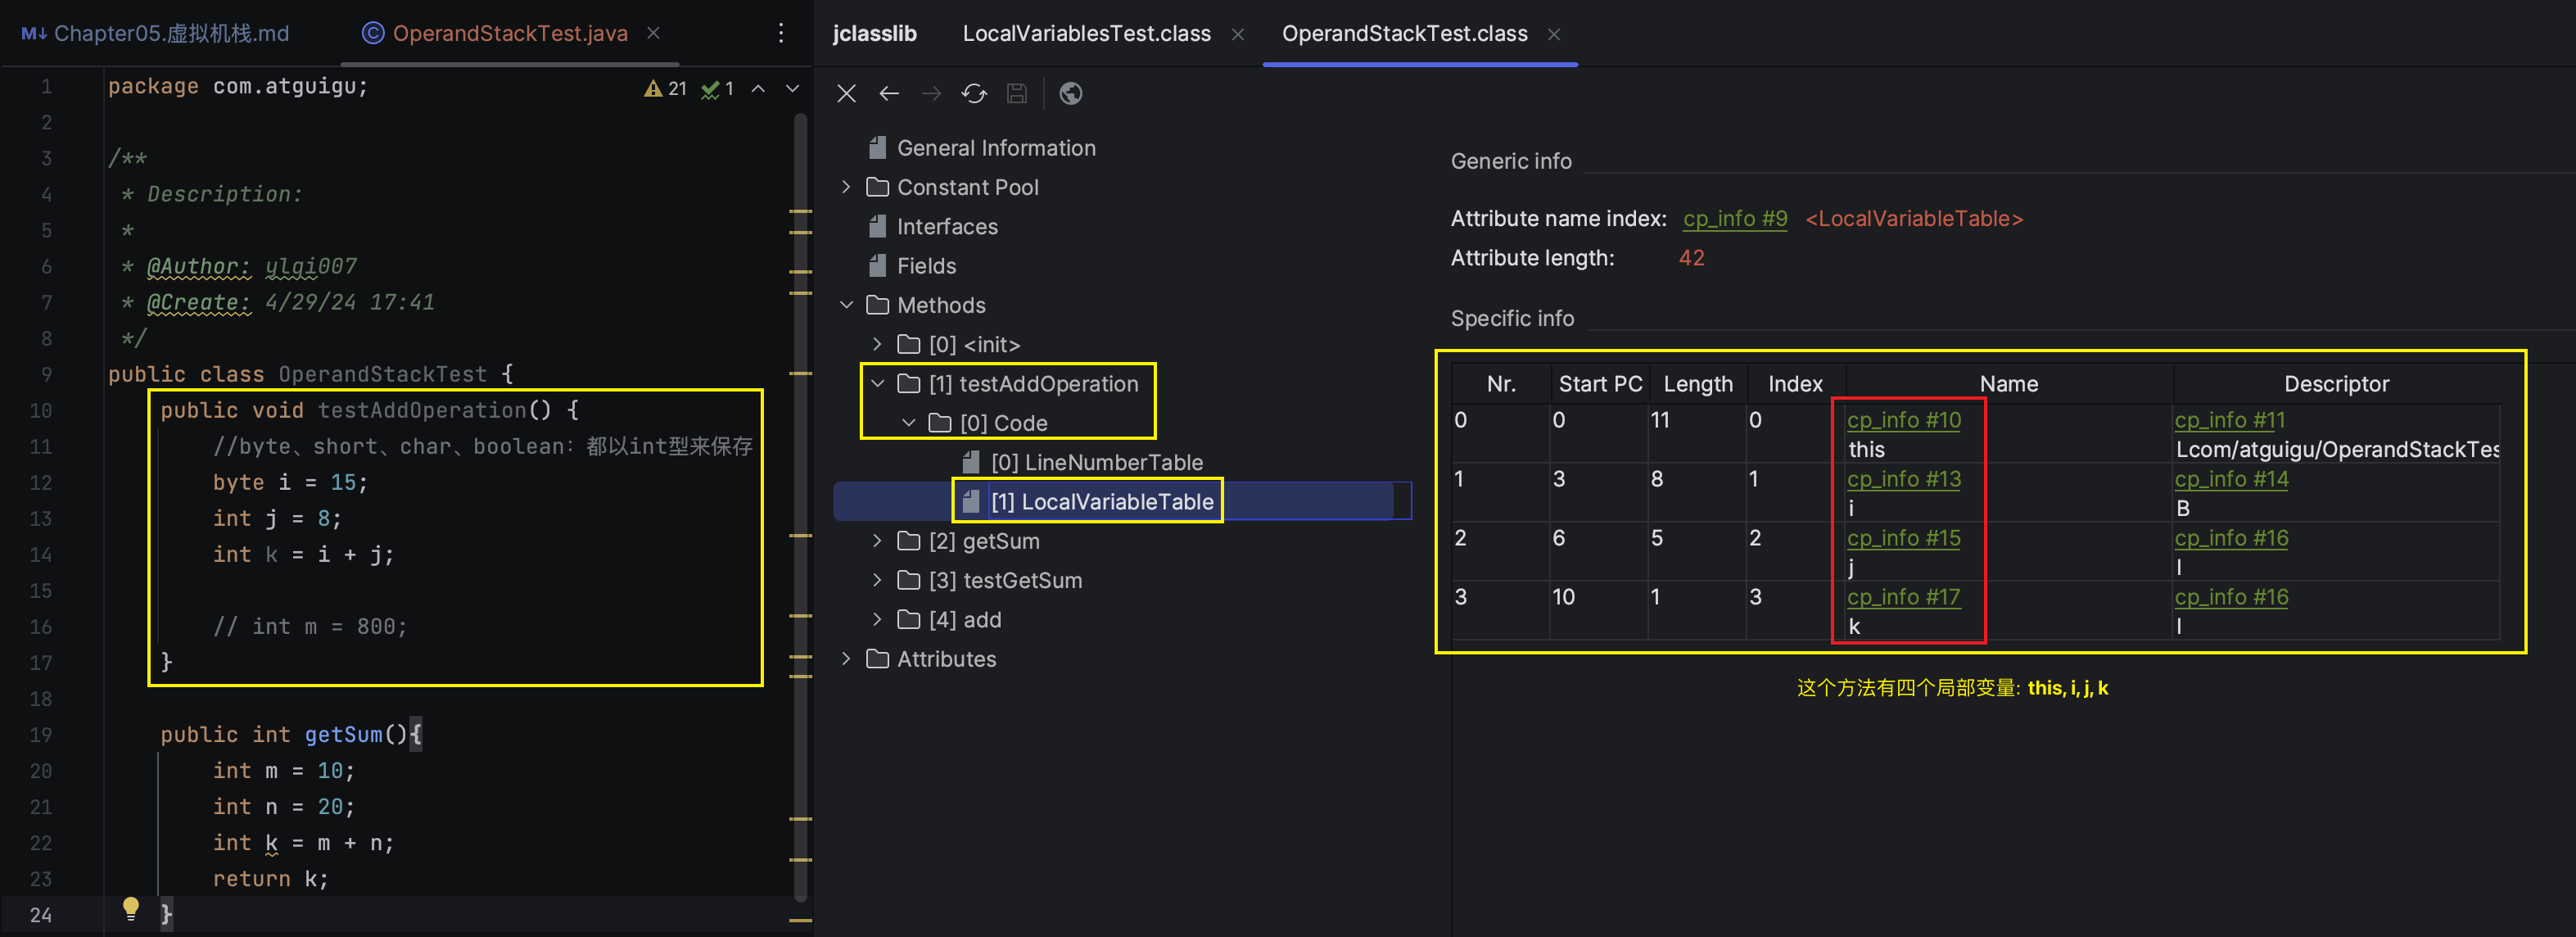 M↓ Chapter05.虚拟机栈.md
OperandStackTest.java
21
1
1 package com.atguigu;
2
3 /**
4 * Description:
5 *
6 * @Author: ylqi007
7 * @Create: 4/29/24 17:41
8 */
9 public class OperandStackTest {
10 public void testAddOperation() {
11 //byte、short、char、boolean：都以int型来保存
12 byte i = 15;
13 int j = 8;
14 int k = i + j;
15
16 // int m = 800;
17 }
18
19 public int getSum(){
20 int m = 10;
21 int n = 20;
22 int k = m + n;
23 return k;
24 }
jclasslib
LocalVariablesTest.class
OperandStackTest.class
General Information
Constant Pool
Interfaces
Fields
Methods
[0] <init>
[1] testAddOperation
[0] Code
[0] LineNumberTable
[1] LocalVariableTable
[2] getSum
[3] testGetSum
[4] add
Attributes
Generic info
Attribute name index: cp_info #9 <LocalVariableTable>
Attribute length: 42
Specific info
Nr. Start PC Length Index Name Descriptor
0 0 11 0 cp_info #10 cp_info #11
this Lcom/atguigu/OperandStackTes
1 3 8 1 cp_info #13 cp_info #14
i B
2 6 5 2 cp_info #15 cp_info #16
j I
3 10 1 3 cp_info #17 cp_info #16
k I
这个方法有四个局部变量: this, i, j, k